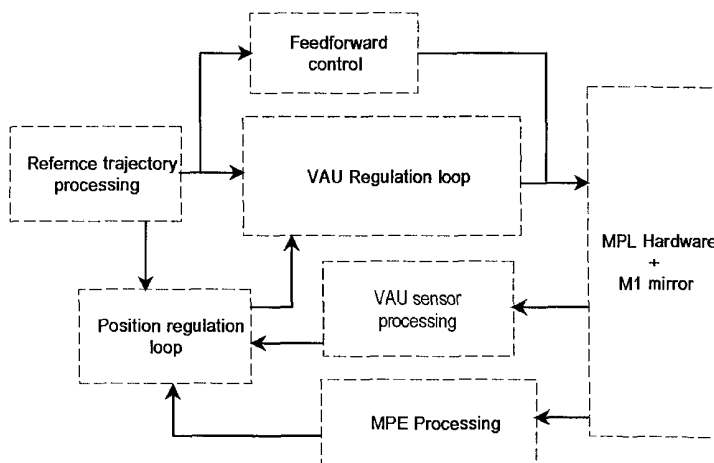 Feedforward
control
Refernce trajectory
processing
VAU Regulation loop
MPL Hardware
+
M1 mirror
VAU sensor
processing
Position regulation
loop
MPE Processing